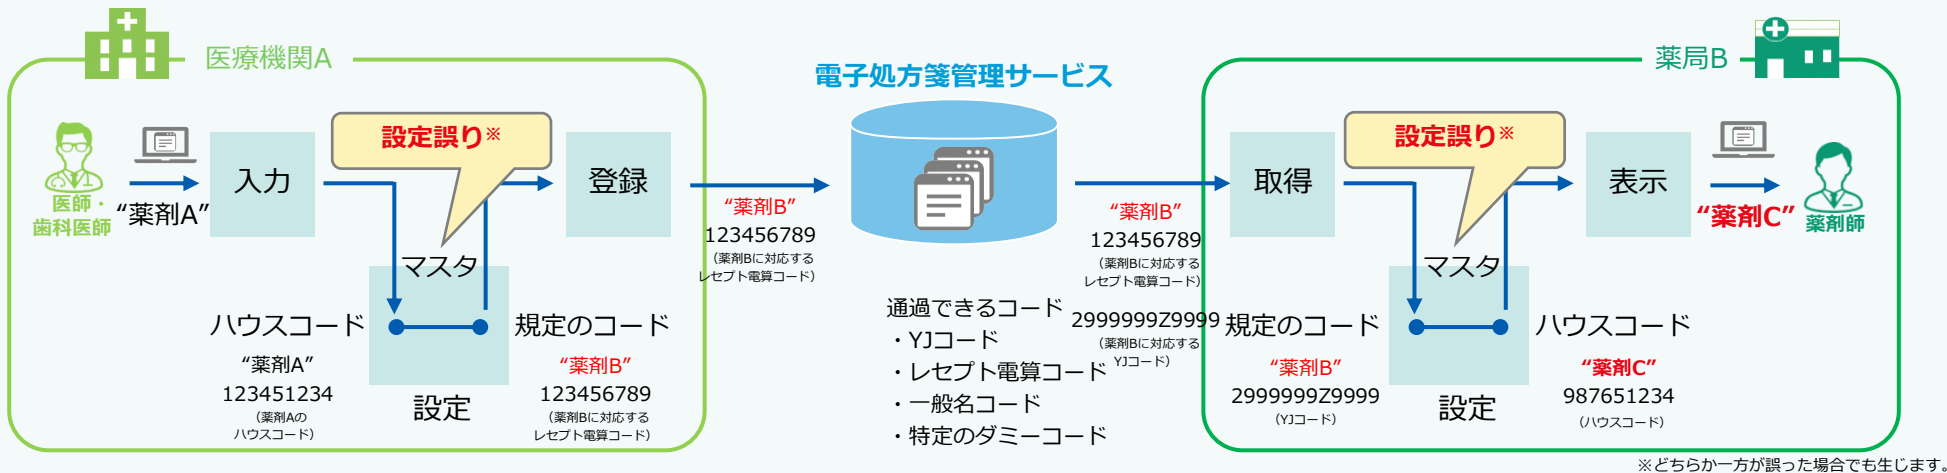 医療機関A
医師・
歯科医師
“薬剤A”
入力
設定誤り※
登録
マスタ
ハウスコード
“薬剤A”
123451234
（薬剤Aの
ハウスコード）
設定
規定のコード
“薬剤B”
123456789
（薬剤Bに対応する
レセプト電算コード）
“薬剤B”
123456789
（薬剤Bに対応する
レセプト電算コード）
電子処方箋管理サービス
通過できるコード
・YJコード
・レセプト電算コード
・一般名コード
・特定のダミーコード
“薬剤B”
123456789
（薬剤Bに対応する
レセプト電算コード）
2999999Z9999
（薬剤Bに対応する
YJコード）
薬局B
取得
設定誤り※
表示
“薬剤C”
薬剤師
マスタ
規定のコード
“薬剤B”
2999999Z9999
（YJコード）
設定
ハウスコード
“薬剤C”
987651234
（ハウスコード）
※どちらか一方が誤った場合でも生じます。